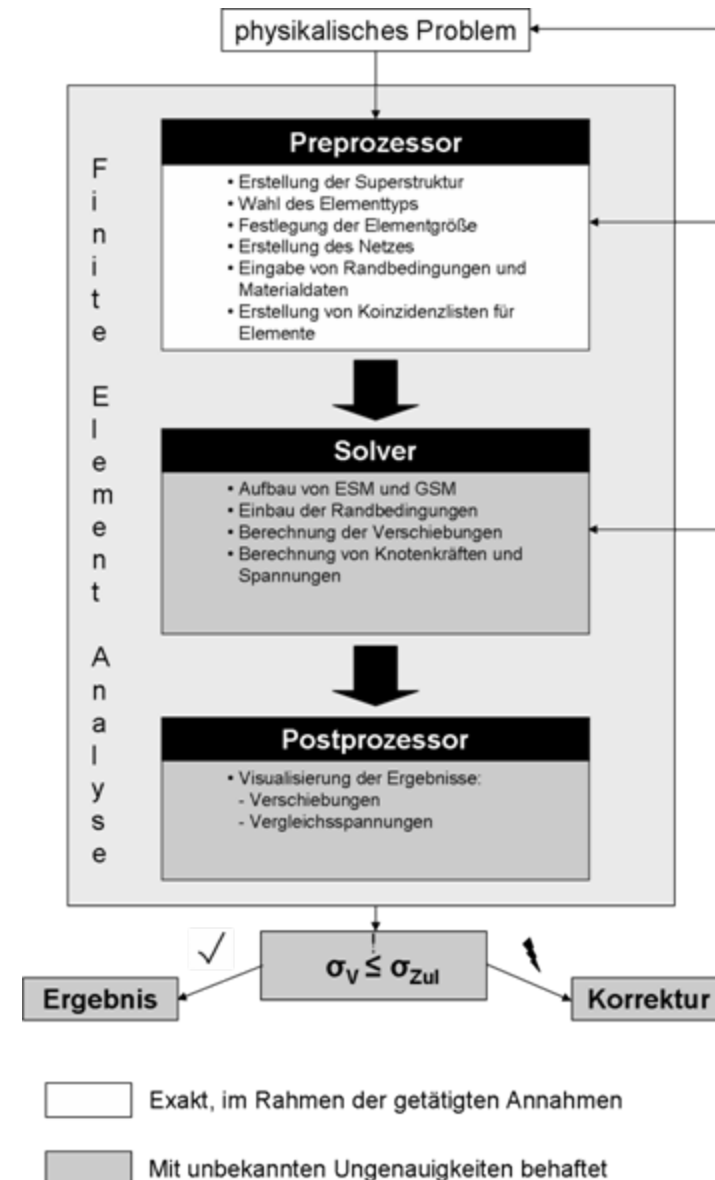 physikalisches Problem
Finite Element Analyse
Preprozessor
• Erstellung der Superstruktur
• Wahl des Elementtyps
• Festlegung der Elementgröße
• Erstellung des Netzes
• Eingabe von Randbedingungen und
Materialdaten
• Erstellung von Koinzidenzlisten für
Elemente
Solver
• Aufbau von ESM und GSM
• Einbau der Randbedingungen
• Berechnung der Verschiebungen
• Berechnung von Knotenkräften und
Spannungen
Postprozessor
• Visualisierung der Ergebnisse:
- Verschiebungen
- Vergleichsspannungen
σV ≤ σZul
Ergebnis
Korrektur
Exakt, im Rahmen der getätigten Annahmen
Mit unbekannten Ungenauigkeiten behaftet